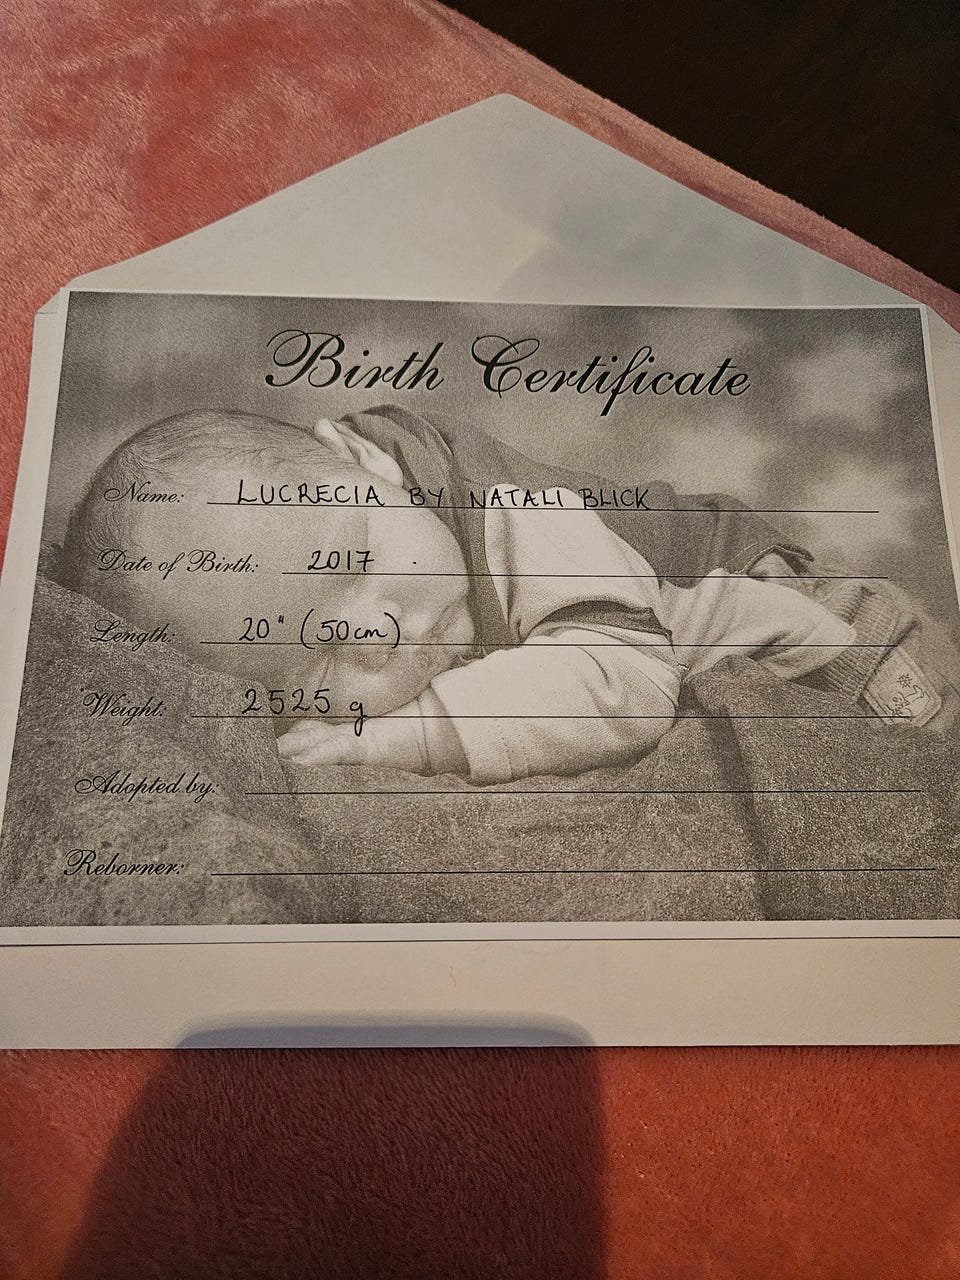 Birth Certificate
Name: LUCRECIA BY NATALI BLICK
Date of Birth: 2017
Length: 20" (50cm)
Weight: 2525 g
Adopted by:
Reborner: